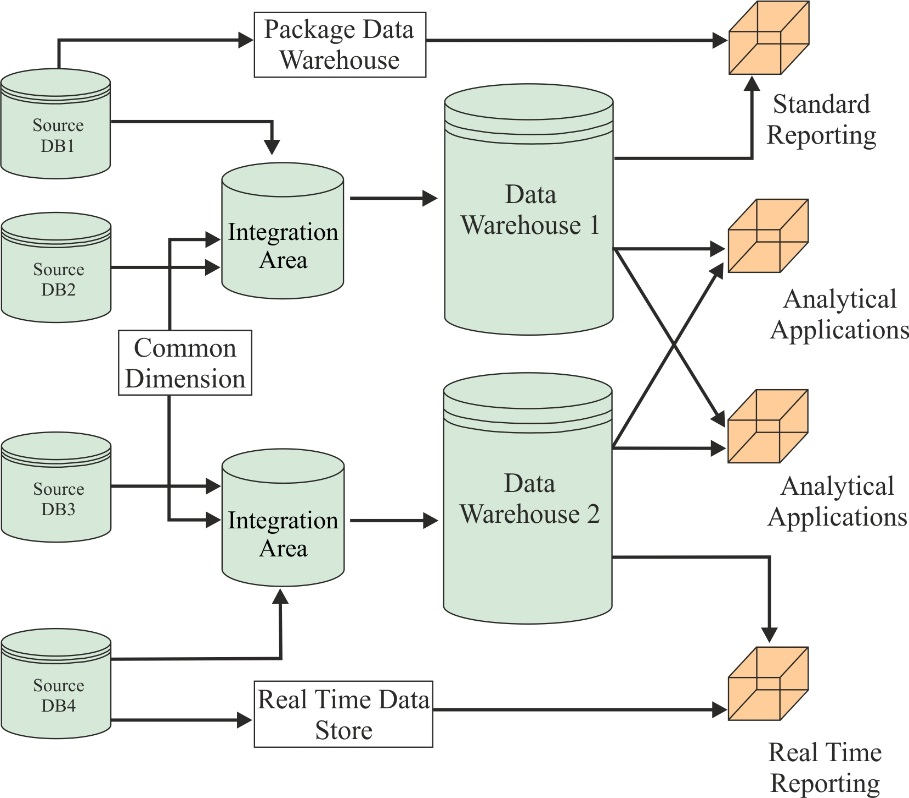 Package Data
Warehouse
Source
DB1
Standard
Reporting
Data
Warehouse 1
Integration
Area
Source
DB2
Analytical
Applications
Common
Dimension
Source
DB3
Data
Warehouse 2
Analytical
Applications
Integration
Area
Source
DB4
Real Time Data
Store
Real Time
Reporting